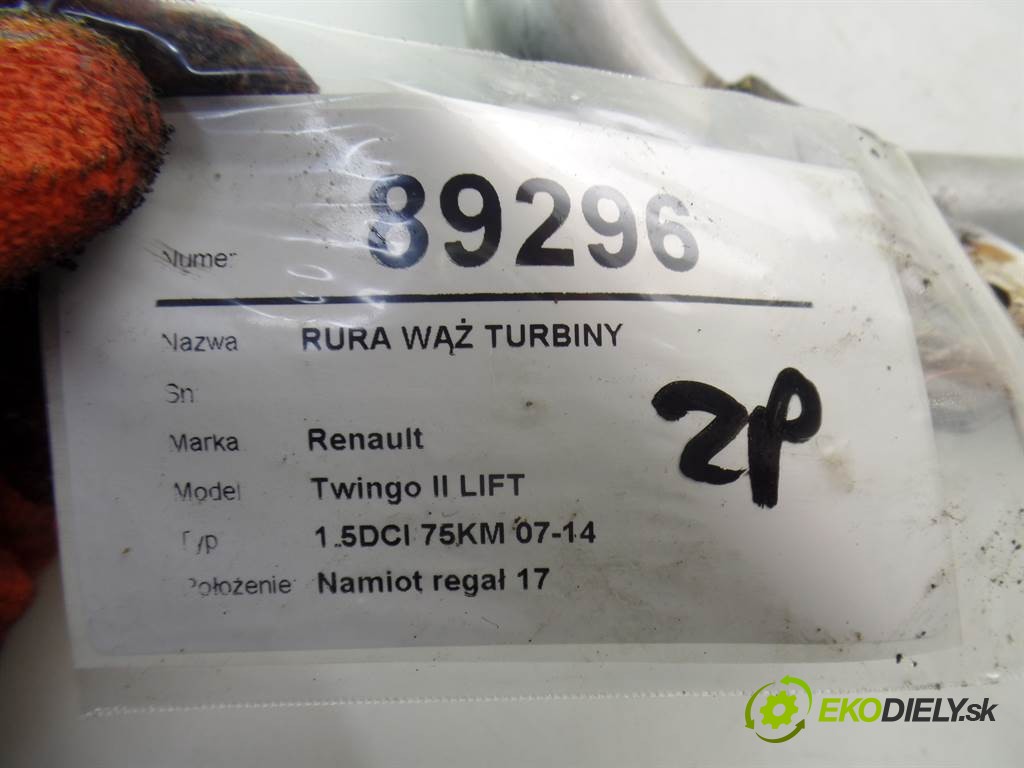 Numer 89296
Nazwa RURA WĄŻ TURBINY
Sn
Marka Renault
Model Twingo II LIFT
Typ 1.5DCI 75KM 07-14
Położenie Namiot regał 17
ZP
EKODIELY.sk